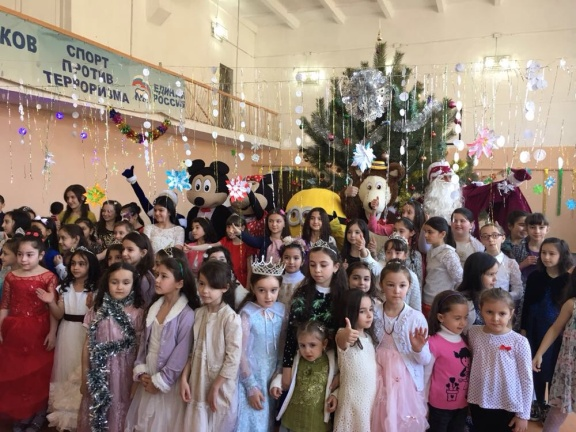 КОВ
СПОРТ
ПРОТИВ
ТЕРРОРИЗМА
ЕДИНАЯ
РОССИЯ